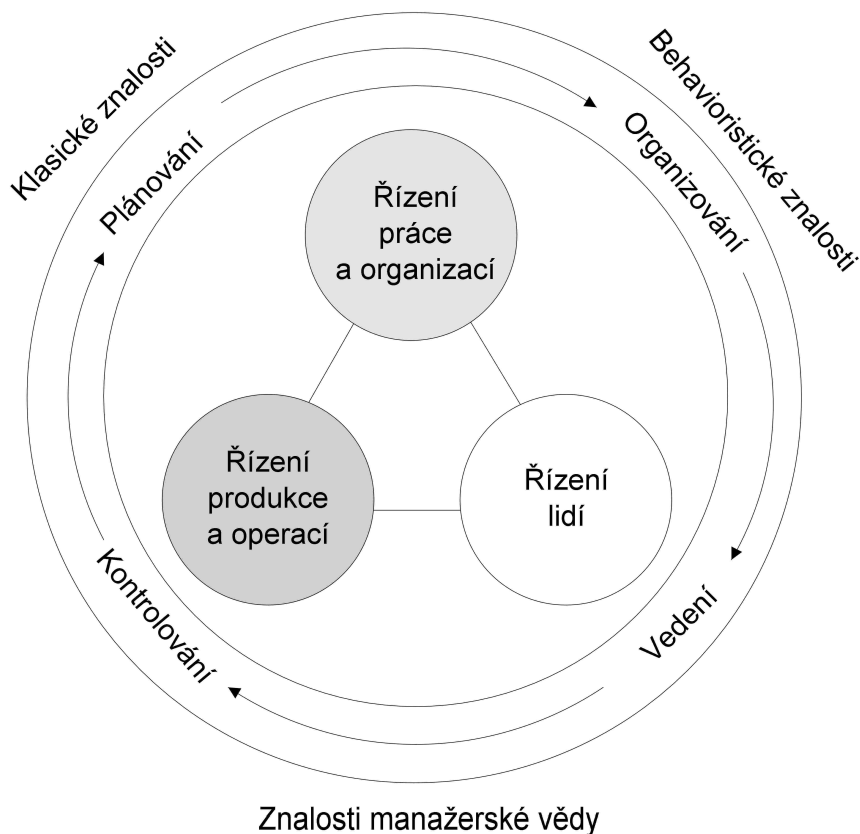 Klasické znalosti
Behavioristické znalosti
Plánování
Organizování
Řízení
práce
a organizací
Řízení
produkce
a operací
Řízení
lidí
Kontrolování
Vedení
Znalosti manažerské vědy